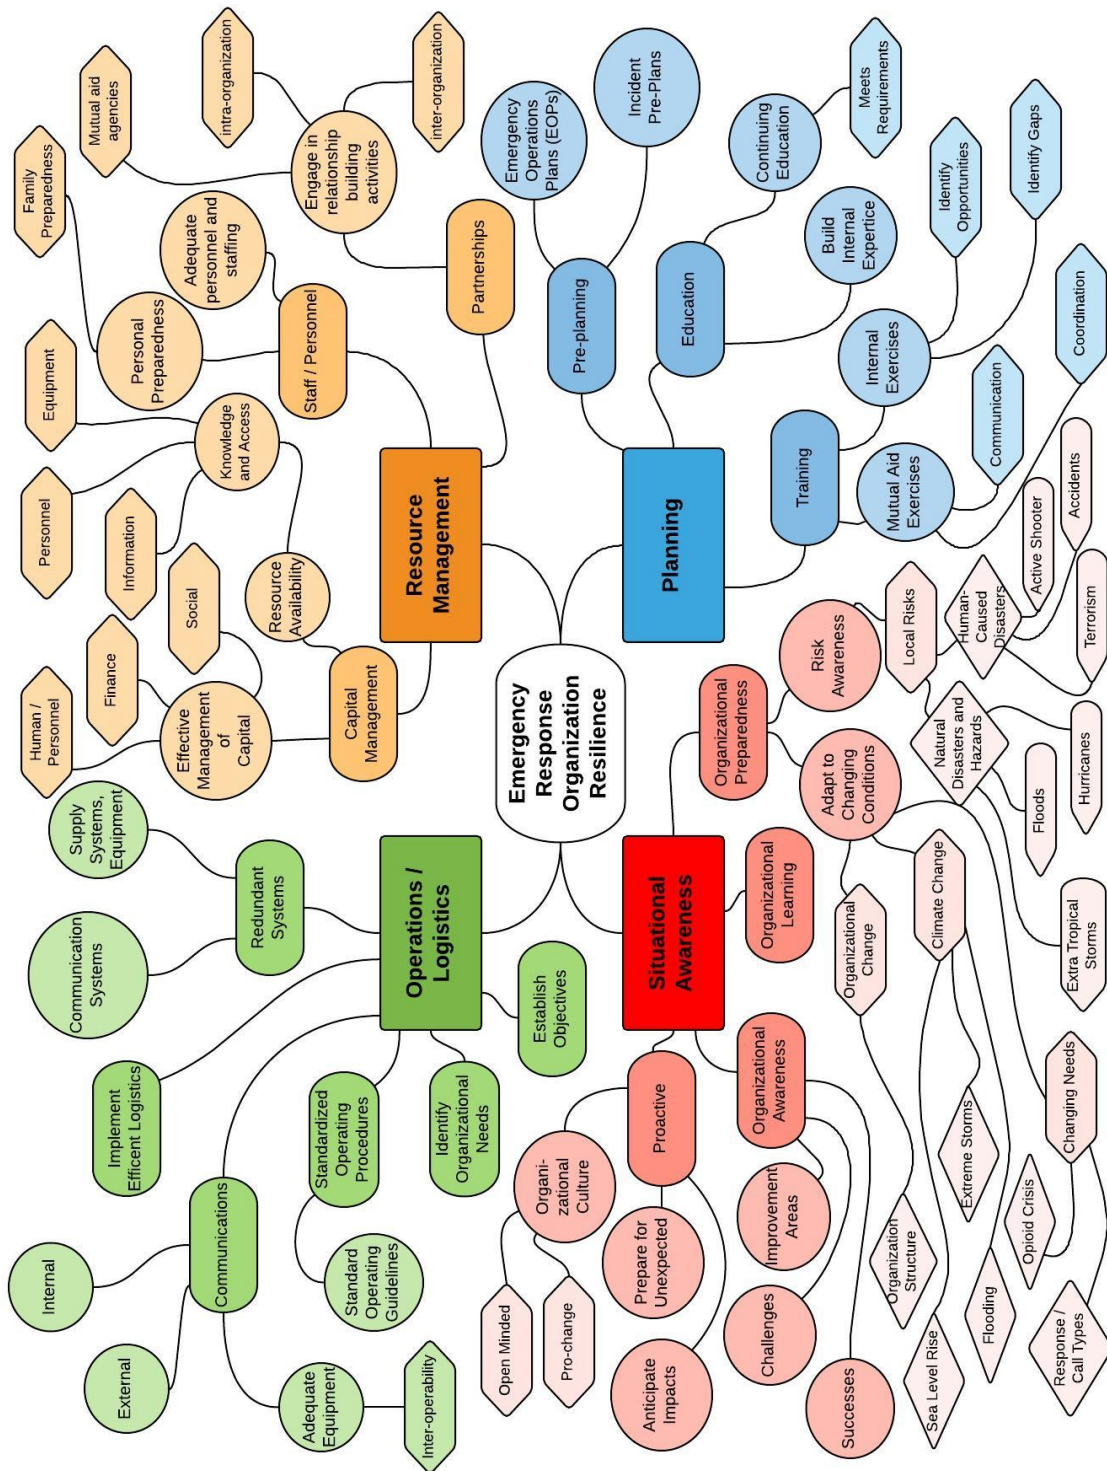 Emergency
Response
Organization
Resilience
Operations /
Logistics
Communications
Internal
External
Adequate
Equipment
Inter-operability
Implement
Efficent Logistics
Redundant
Systems
Communication
Systems
Supply
Systems,
Equipment
Standardized
Operating
Procedures
Standard
Operating
Guidelines
Identify
Organizational
Needs
Establish
Objectives
Resource
Management
Capital
Management
Effective
Management
of
Capital
Human /
Personnel
Finance
Social
Resource
Availability
Knowledge
and Access
Information
Personnel
Equipment
Staff / Personnel
Personal
Preparedness
Family
Preparedness
Adequate
personnel and
staffing
Partnerships
Engage in
relationship
building
activities
Mutual aid
agencies
intra-organization
inter-organization
Situational
Awareness
Proactive
Organi-
zational
Culture
Open Minded
Pro-change
Prepare for
Unexpected
Anticipate
Impacts
Organizational
Awareness
Improvement
Areas
Challenges
Successes
Organizational
Learning
Organizational
Preparedness
Adapt to
Changing
Conditions
Organizational
Change
Organization
Structure
Climate Change
Sea Level Rise
Extreme Storms
Flooding
Changing Needs
Opioid Crisis
Response /
Call Types
Risk
Awareness
Local Risks
Natural
Disasters and
Hazards
Extra Tropical
Storms
Floods
Hurricanes
Human-
Caused
Disasters
Active Shooter
Accidents
Terrorism
Planning
Pre-planning
Emergency
Operations
Plans (EOPs)
Incident
Pre-Plans
Education
Continuing
Education
Meets
Requirements
Build
Internal
Expertice
Training
Internal
Exercises
Identify
Opportunities
Identify Gaps
Mutual Aid
Exercises
Communication
Coordination